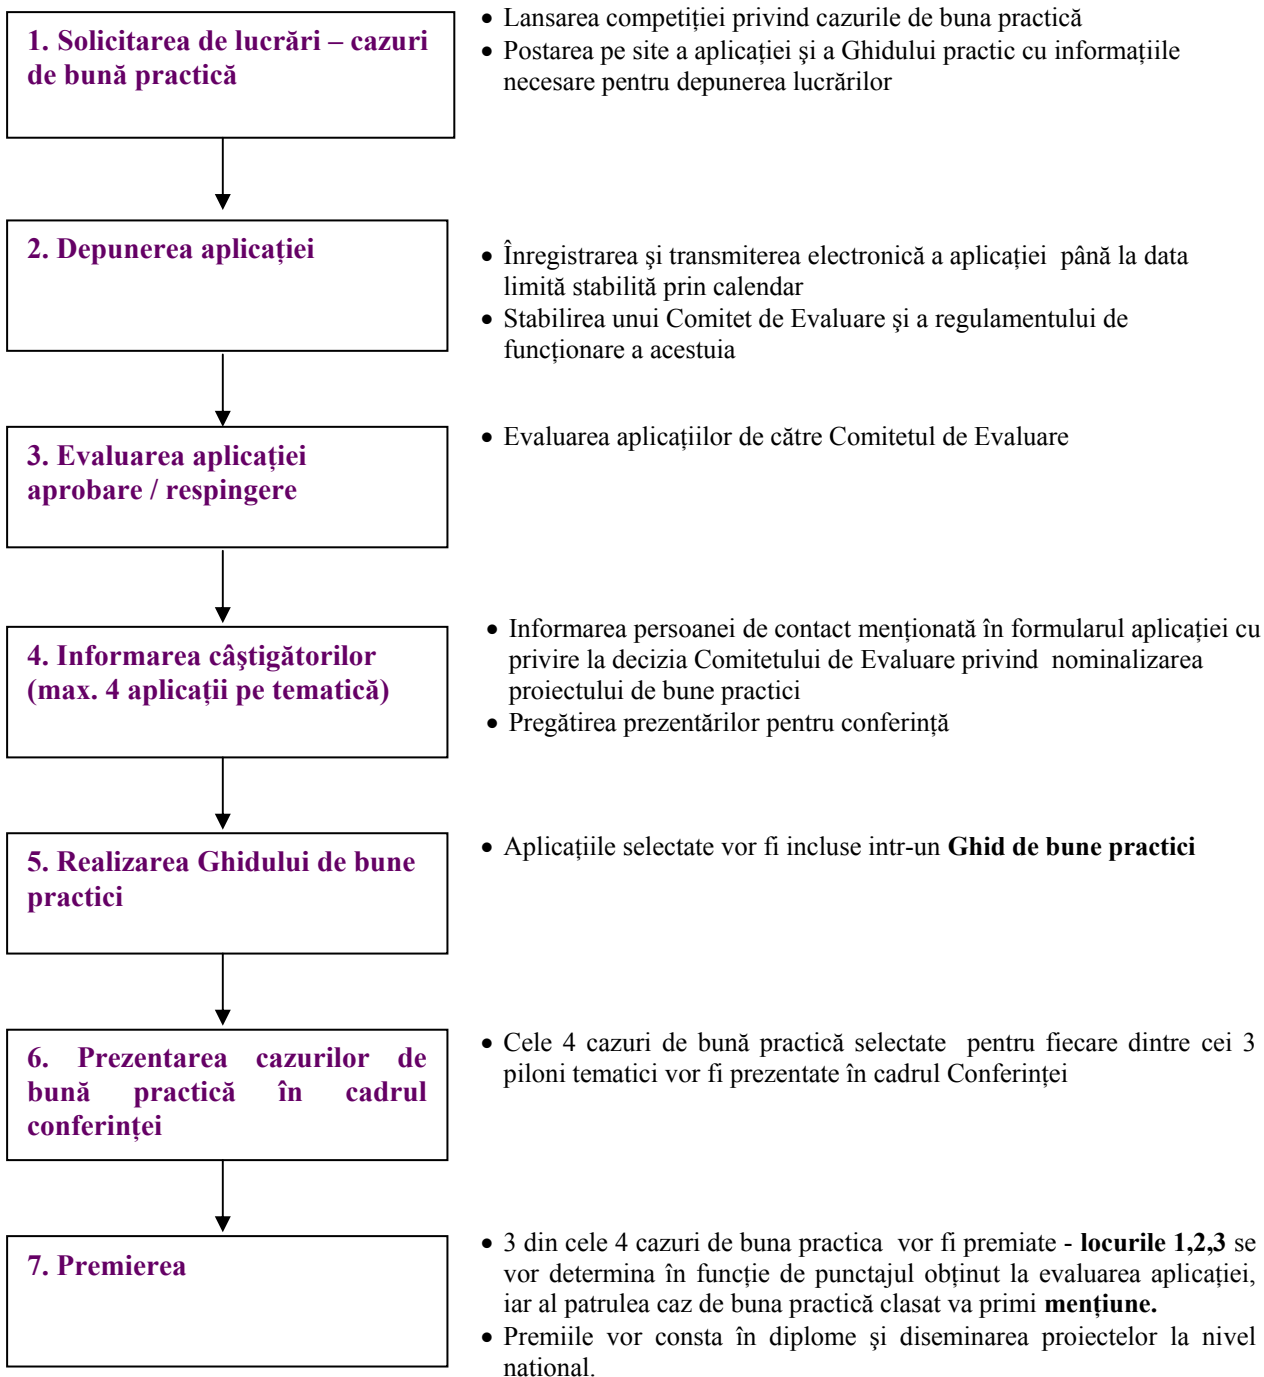 1. Solicitarea de lucrări – cazuri
de bună practică
• Lansarea competiției privind cazurile de buna practică
• Postarea pe site a aplicației şi a Ghidului practic cu informațiile
necesare pentru depunerea lucrărilor
2. Depunerea aplicației
• Înregistrarea şi transmiterea electronică a aplicației până la data
limită stabilită prin calendar
• Stabilirea unui Comitet de Evaluare şi a regulamentului de
funcționare a acestuia
3. Evaluarea aplicației
aprobare / respingere
• Evaluarea aplicațiilor de către Comitetul de Evaluare
4. Informarea câştigătorilor
(max. 4 aplicații pe tematică)
• Informarea persoanei de contact menționată în formularul aplicației cu
privire la decizia Comitetului de Evaluare privind nominalizarea
proiectului de bune practici
• Pregătirea prezentărilor pentru conferință
5. Realizarea Ghidului de bune
practici
• Aplicațiile selectate vor fi incluse intr-un Ghid de bune practici
6. Prezentarea cazurilor de
bună practică în cadrul
conferinței
• Cele 4 cazuri de bună practică selectate pentru fiecare dintre cei 3
piloni tematici vor fi prezentate în cadrul Conferinței
7. Premierea
• 3 din cele 4 cazuri de buna practica vor fi premiate - locurile 1,2,3 se
vor determina în funcție de punctajul obținut la evaluarea aplicației,
iar al patrulea caz de buna practică clasat va primi mențiune.
• Premiile vor consta în diplome şi diseminarea proiectelor la nivel
national.